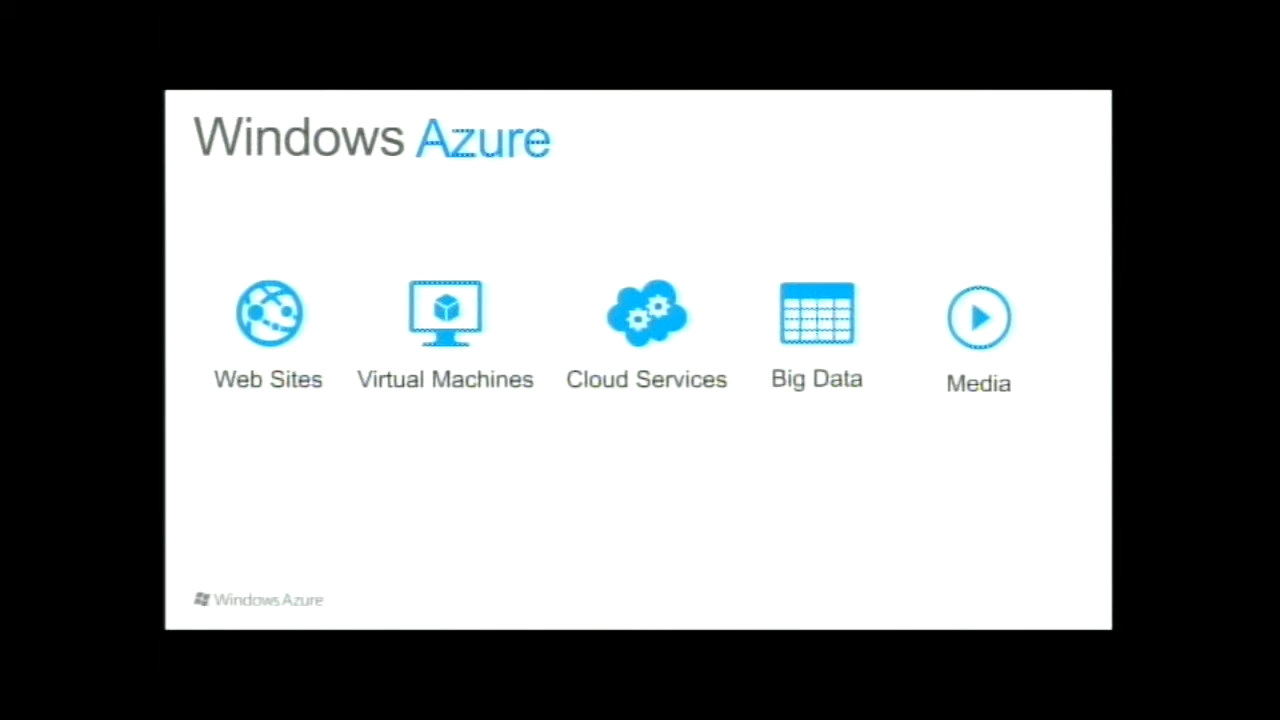 Windows Azure
Web Sites
Virtual Machines
Cloud Services
Big Data
Media
Windows Azure